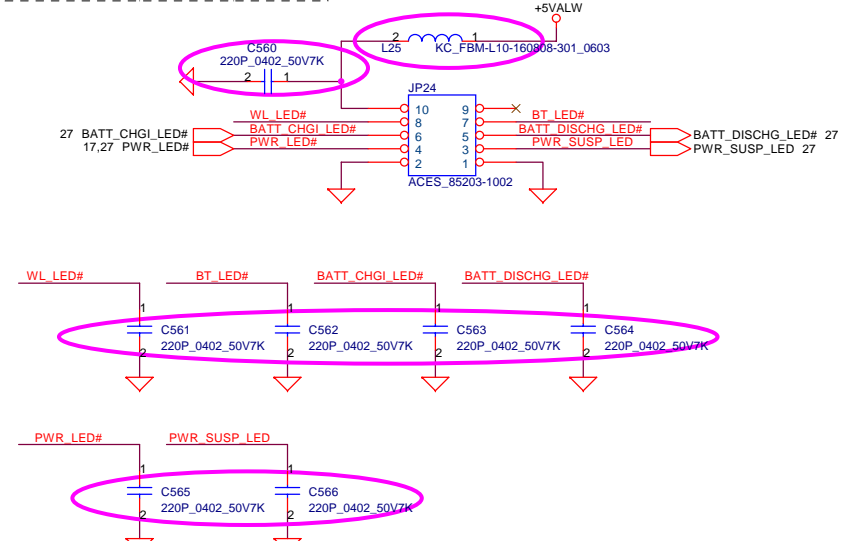 +5VALW
2 1
C560 L25 KC_FBM-L10-160808-301_0603
220P_0402_50V7K
2 1
JP24
10 9
WL_LED# 8 7 BT_LED#
27 BATT_CHGI_LED# BATT_CHGI_LED# 6 5 BATT_DISCHG_LED# BATT_DISCHG_LED# 27
17,27 PWR_LED# PWR_LED# 4 3 PWR_SUSP_LED PWR_SUSP_LED 27
2 1
ACES_85203-1002
WL_LED# BT_LED# BATT_CHGI_LED# BATT_DISCHG_LED#
1 1 1 1
C561 C562 C563 C564
220P_0402_50V7K 220P_0402_50V7K 220P_0402_50V7K 220P_0402_50V7K
2 2 2 2
PWR_LED# PWR_SUSP_LED
1 1
C565 C566
220P_0402_50V7K 220P_0402_50V7K
2 2